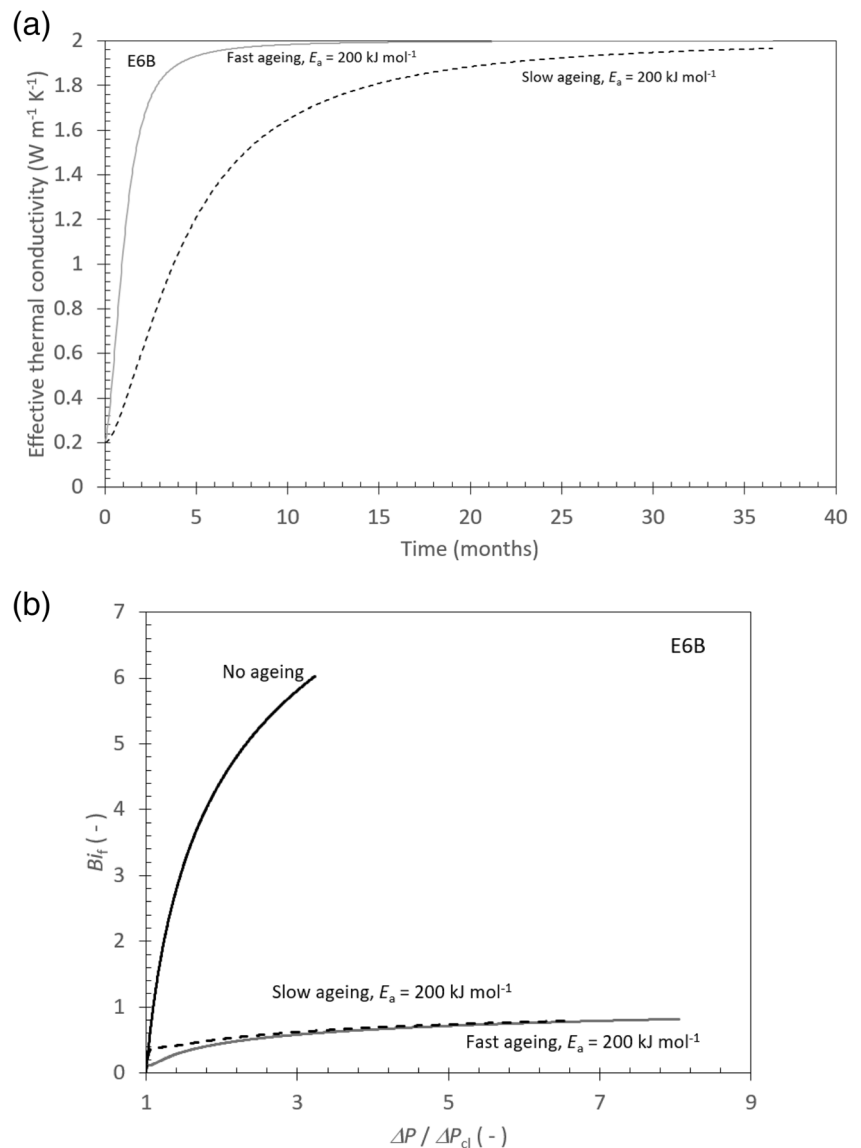 (a)
Effective thermal conductivity (W m⁻¹ K⁻¹)
2
1.8
1.6
1.4
1.2
1
0.8
0.6
0.4
0.2
0
E6B
Fast ageing, Eₐ = 200 kJ mol⁻¹
Slow ageing, Eₐ = 200 kJ mol⁻¹
0 5 10 15 20 25 30 35 40
Time (months)
(b)
Bi_f ( - )
7
6
5
4
3
2
1
0
E6B
No ageing
Slow ageing, Eₐ = 200 kJ mol⁻¹
Fast ageing, Eₐ = 200 kJ mol⁻¹
1 3 5 7 9
ΔP / ΔP_cl ( - )